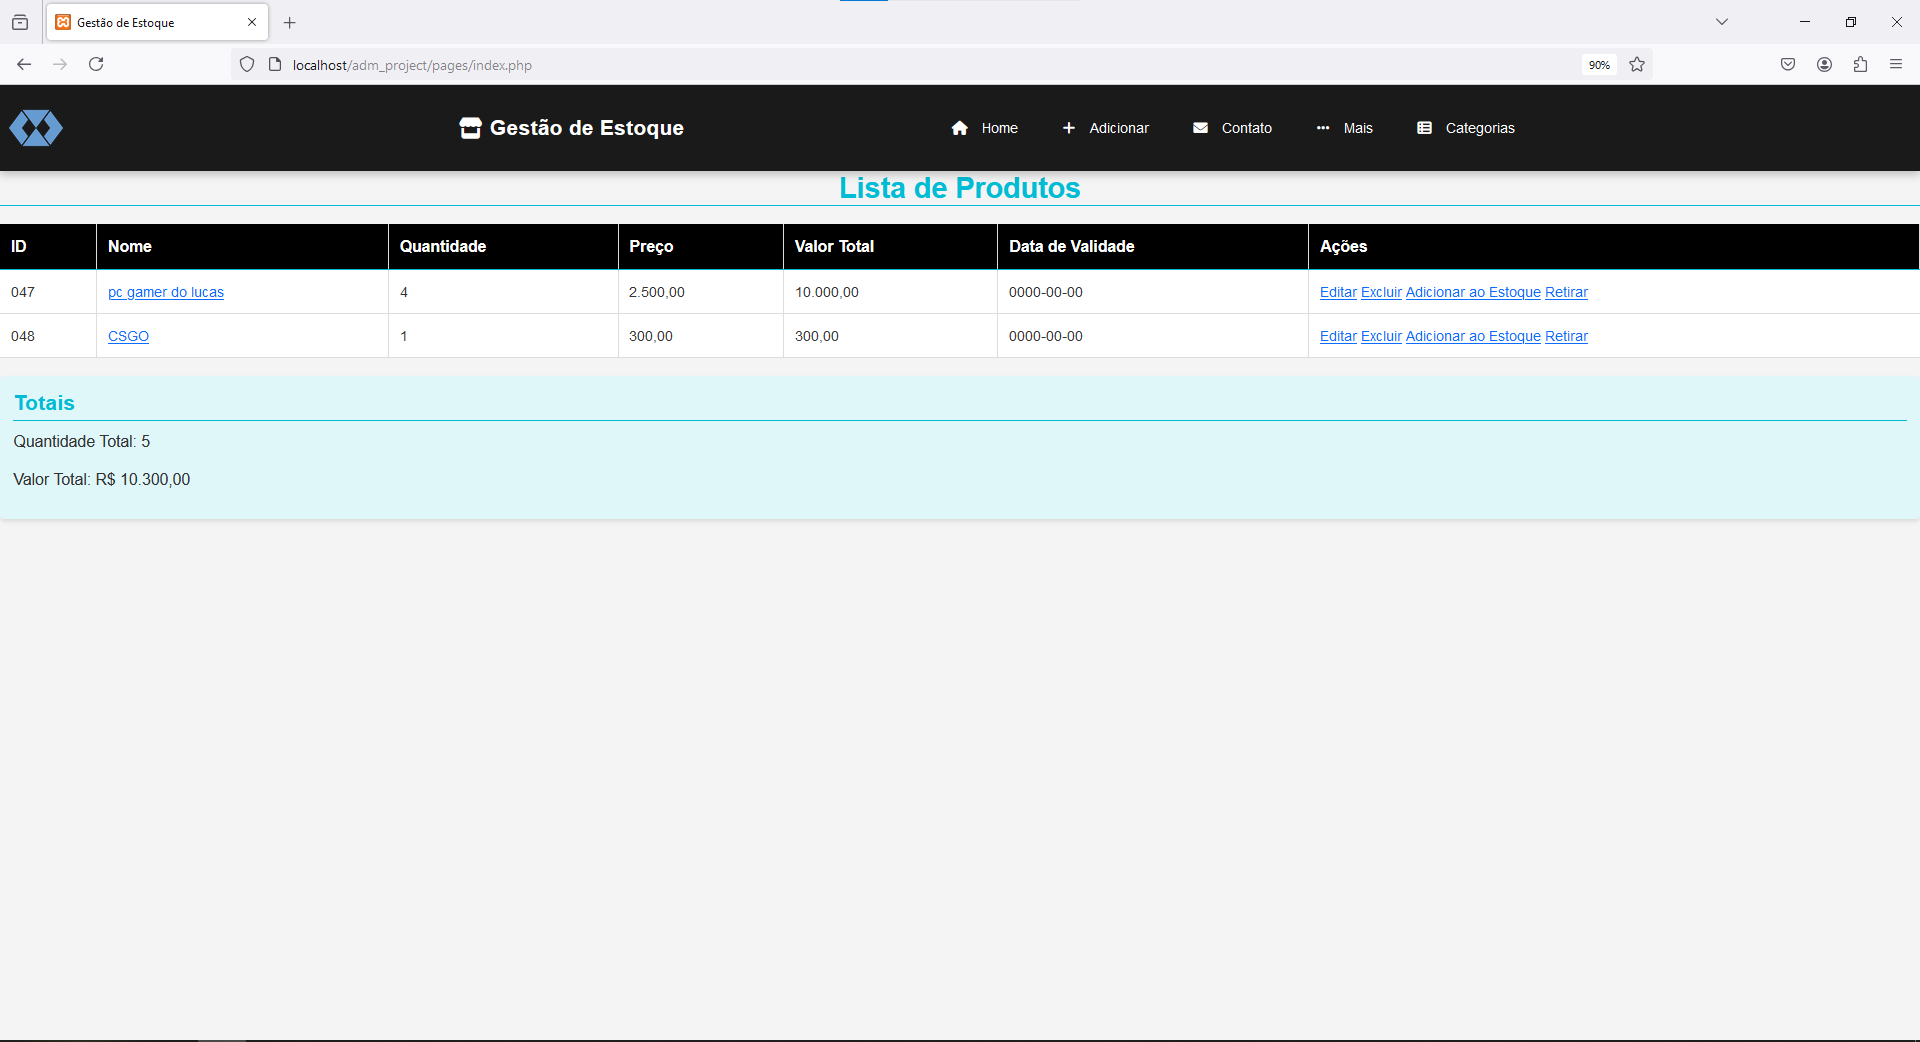 Gestão de Estoque
localhost/adm_project/pages/index.php 90%
Gestão de Estoque Home Adicionar Contato Mais Categorias
Lista de Produtos
ID Nome Quantidade Preço Valor Total Data de Validade Ações
047 pc gamer do lucas 4 2.500,00 10.000,00 0000-00-00 Editar Excluir Adicionar ao Estoque Retirar
048 CSGO 1 300,00 300,00 0000-00-00 Editar Excluir Adicionar ao Estoque Retirar
Totais
Quantidade Total: 5
Valor Total: R$ 10.300,00